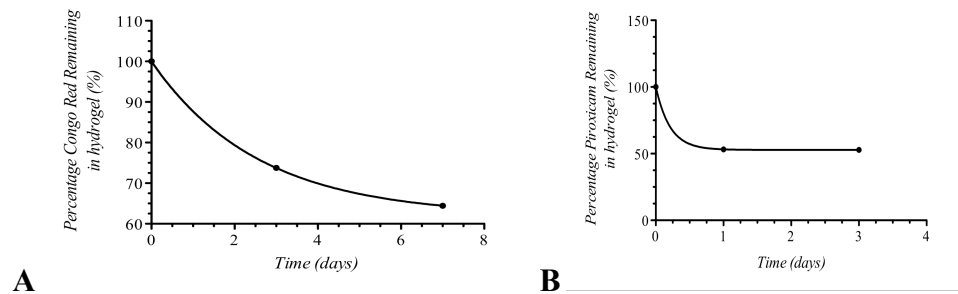 Percentage Congo Red Remaining
in hydrogel (%)
110
100
90
80
70
60
0
2
4
6
8
Time (days)
A
Percentage Piroxicam Remaining
in hydrogel (%)
150
100
50
0
0
1
2
3
4
Time (days)
B